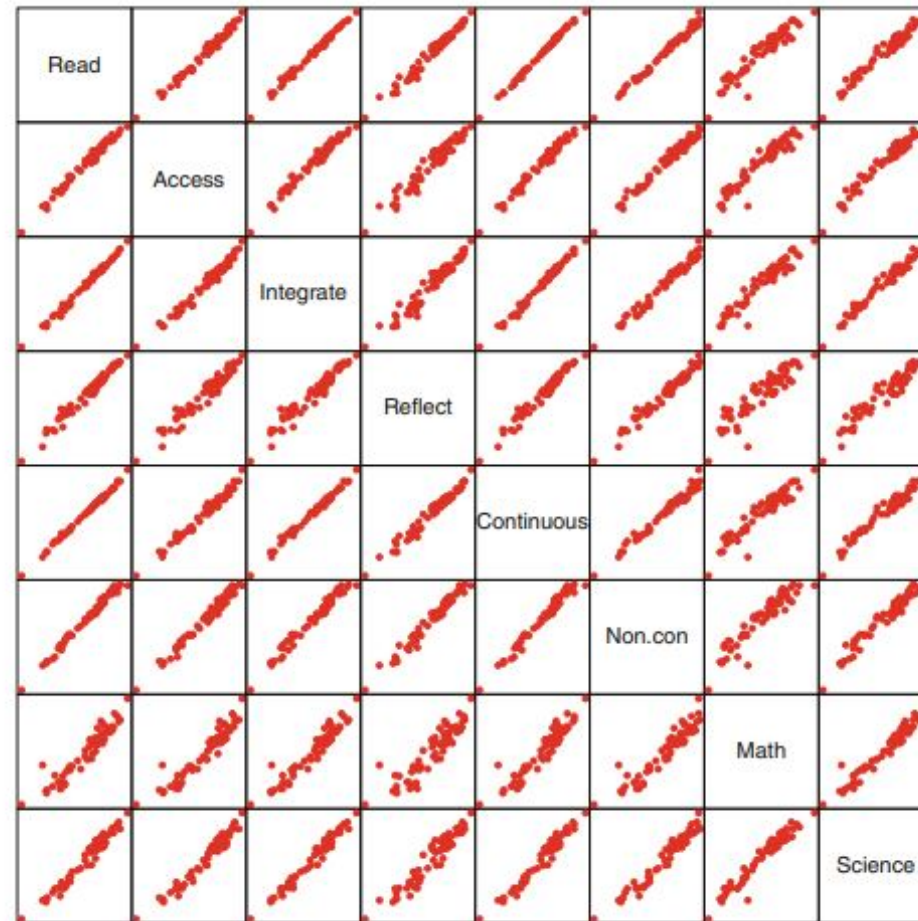 Read
Access
Integrate
Reflect
Continuous
Non.con
Math
Science